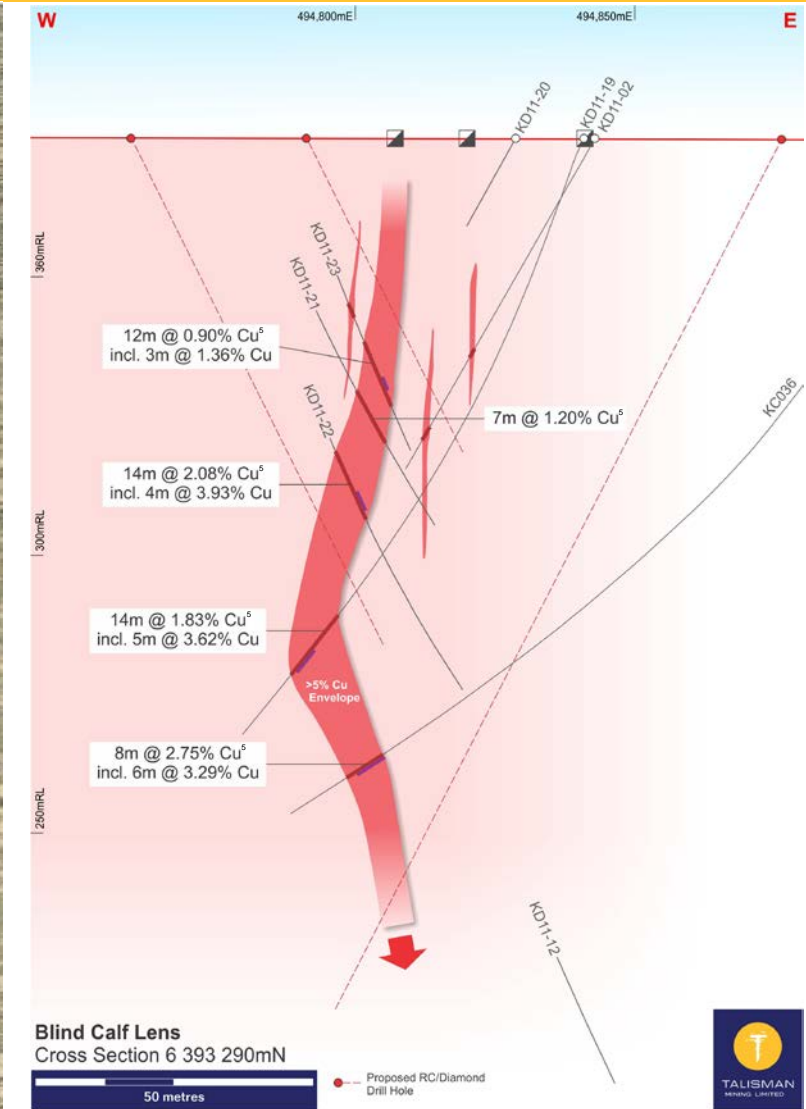 W
494,800mE
494,850mE
E
KD11-20
KD11-19
KD11-02
360mRL
KD11-23
KD11-21
12m @ 0.90% Cu⁵
incl. 3m @ 1.36% Cu
KD11-22
7m @ 1.20% Cu⁵
KC036
14m @ 2.08% Cu⁵
incl. 4m @ 3.93% Cu
300mRL
14m @ 1.83% Cu⁵
incl. 5m @ 3.62% Cu
>5% Cu
Envelope
8m @ 2.75% Cu⁵
incl. 6m @ 3.29% Cu
250mRL
KD11-12
Blind Calf Lens
Cross Section 6 393 290mN
50 metres
Proposed RC/Diamond
Drill Hole
TALISMAN
MINING LIMITED